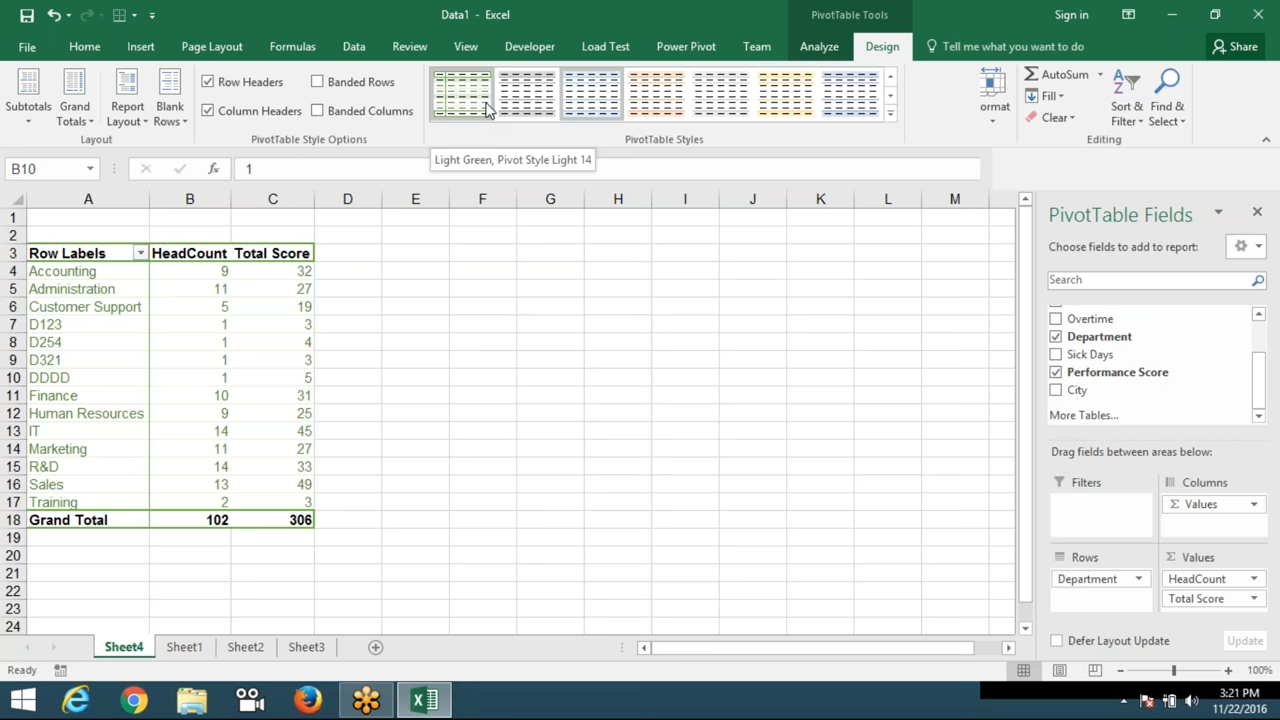 Data1 - Excel
PivotTable Tools
Sign in
File Home Insert Page Layout Formulas Data Review View Developer Load Test Power Pivot Team Analyze Design Tell me what you want to do Share
Subtotals
Grand Totals
Report Layout
Blank Rows
Layout
Row Headers
Banded Rows
Column Headers
Banded Columns
PivotTable Style Options
PivotTable Styles
ormat
AutoSum
Fill
Clear
Sort & Filter
Find & Select
Editing
Light Green, Pivot Style Light 14
B10 fx 1
A B C D E F G H I J K L M
1
2
3 Row Labels HeadCount Total Score
4 Accounting 9 32
5 Administration 11 27
6 Customer Support 5 19
7 D123 1 3
8 D254 1 4
9 D321 1 3
10 DDDD 1 5
11 Finance 10 31
12 Human Resources 9 25
13 IT 14 45
14 Marketing 11 27
15 R&D 14 33
16 Sales 13 49
17 Training 2 3
18 Grand Total 102 306
19
20
21
22
23
24
PivotTable Fields
Choose fields to add to report:
Search
Overtime
Department
Sick Days
Performance Score
City
More Tables...
Drag fields between areas below:
Filters
Columns
Σ Values
Rows
Σ Values
Department
HeadCount
Total Score
Defer Layout Update
Update
Sheet4 Sheet1 Sheet2 Sheet3
Ready
100%
3:21 PM
11/22/2016